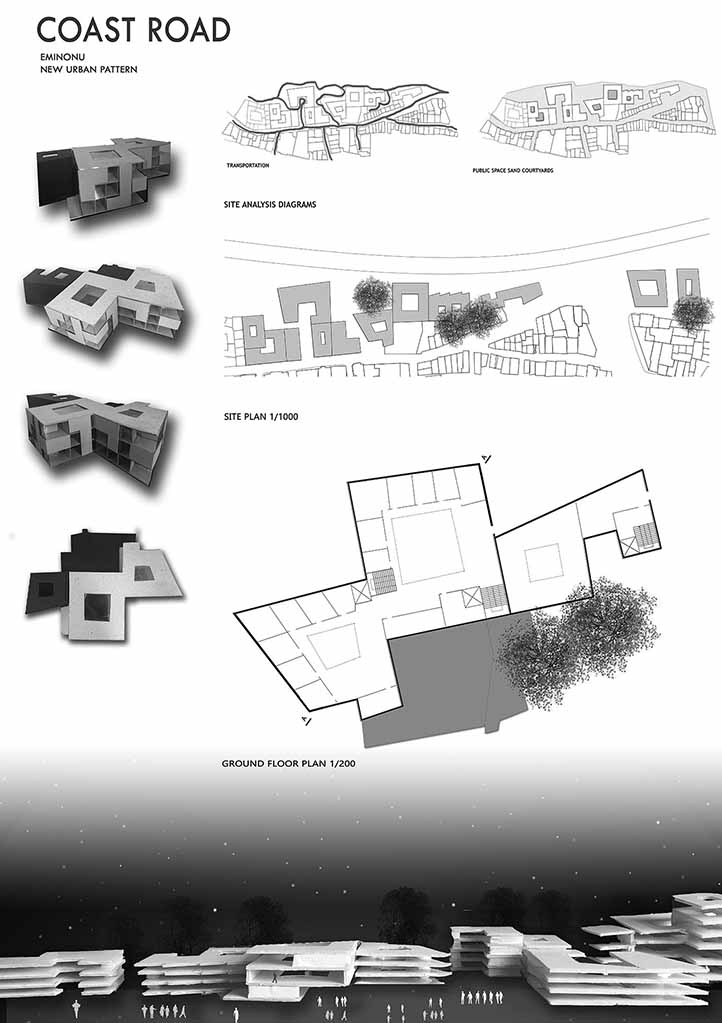 COAST ROAD
EMINONU
NEW URBAN PATTERN
TRANSPORTATION
PUBLIC SPACE SAND COURTYARDS
SITE ANALYSIS DIAGRAMS
SITE PLAN 1/1000
A
A
GROUND FLOOR PLAN 1/200